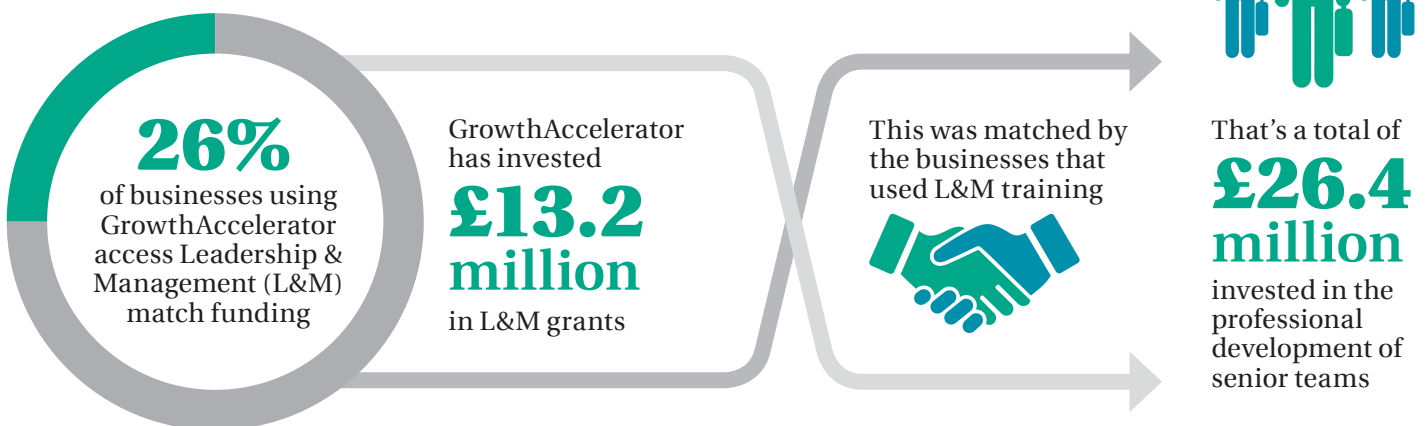 26%
of businesses using
GrowthAccelerator
access Leadership &
Management (L&M)
match funding
GrowthAccelerator
has invested
£13.2
million
in L&M grants
This was matched by
the businesses that
used L&M training
That’s a total of
£26.4
million
invested in the
professional
development of
senior teams